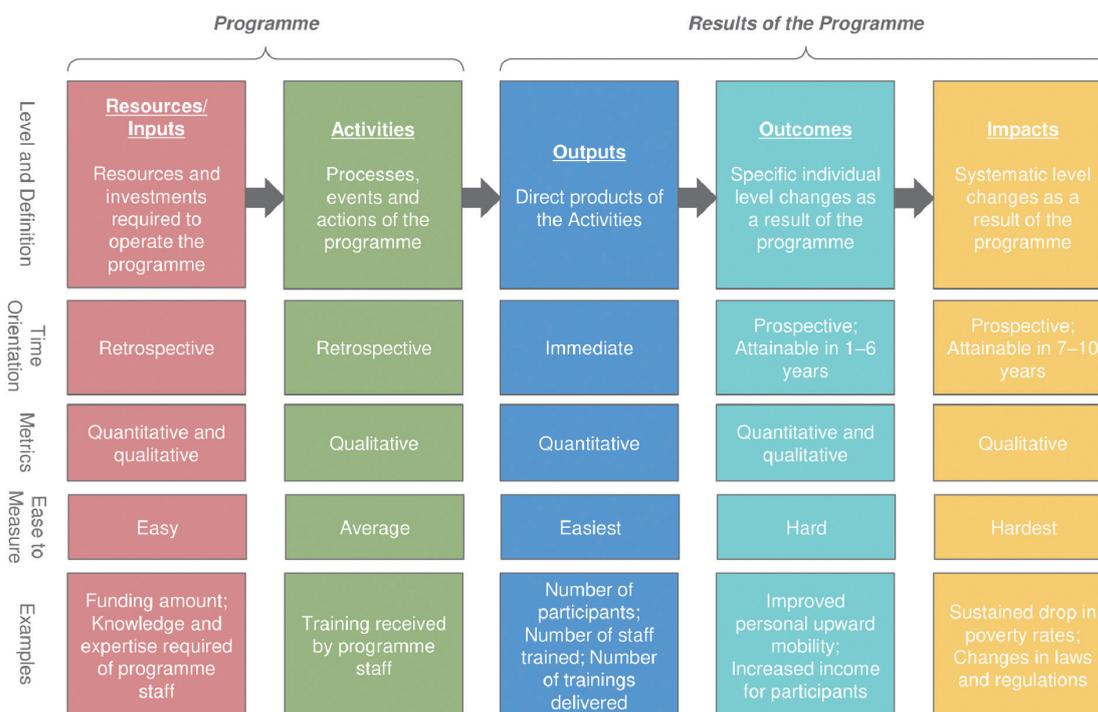 Programme
Results of the Programme
Level and Definition
Resources/
Inputs
Resources and
investments
required to
operate the
programme
Activities
Processes,
events and
actions of the
programme
Outputs
Direct products of
the Activities
Outcomes
Specific individual
level changes as
a result of the
programme
Impacts
Systematic level
changes as a
result of the
programme
Time
Orientation
Retrospective
Retrospective
Immediate
Prospective;
Attainable in 1–6
years
Prospective;
Attainable in 7–10
years
Metrics
Quantitative and
qualitative
Qualitative
Quantitative
Quantitative and
qualitative
Qualitative
Ease to
Measure
Easy
Average
Easiest
Hard
Hardest
Examples
Funding amount;
Knowledge and
expertise required
of programme
staff
Training received
by programme
staff
Number of
participants;
Number of staff
trained; Number
of trainings
delivered
Improved
personal upward
mobility;
Increased income
for participants
Sustained drop in
poverty rates;
Changes in laws
and regulations